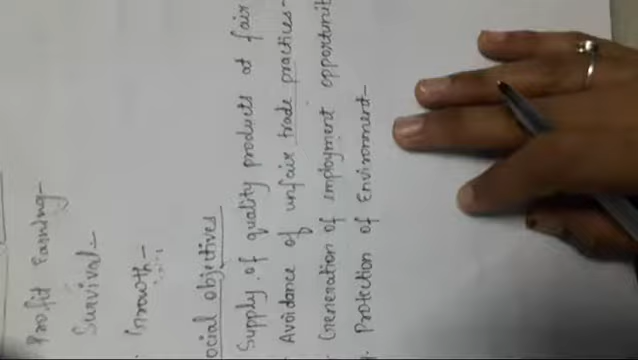 Profit Earning-
Survival-
Growth-
ocial objectives
Supply of quality products at fair
Avoidance of unfair trade practices-
Generation of employment opportunit
Protection of Environment-